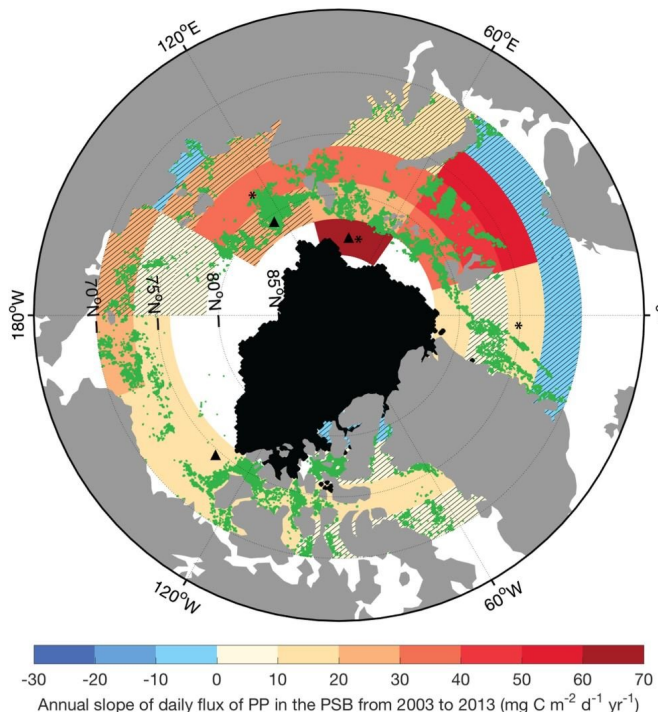 120°E
60°E
70°N
75°N
80°N
85°N
180°W
120°W
60°W
-30 -20 -10 0 10 20 30 40 50 60 70
Annual slope of daily flux of PP in the PSB from 2003 to 2013 (mg C m⁻² d⁻¹ yr⁻¹)